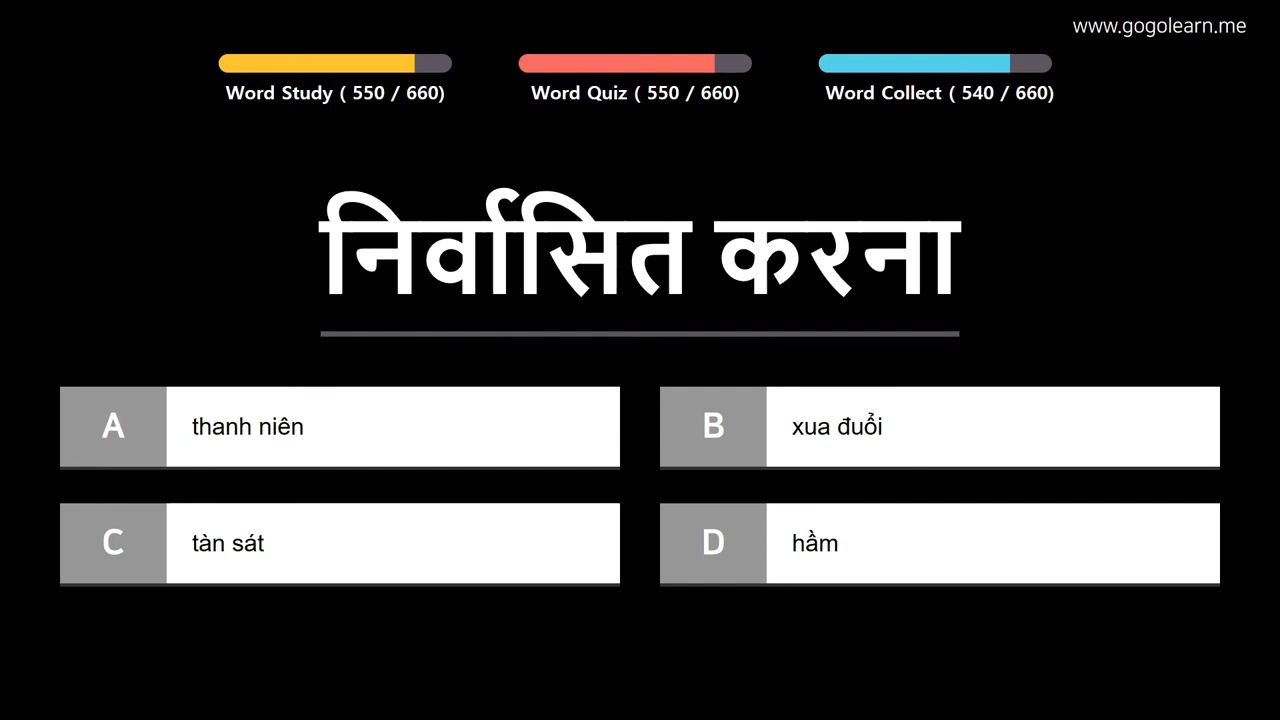 www.gogolearn.me
Word Study ( 550 / 660)
Word Quiz ( 550 / 660)
Word Collect ( 540 / 660)
निर्वासित करना
A
thanh niên
B
xua đuổi
C
tàn sát
D
hầm